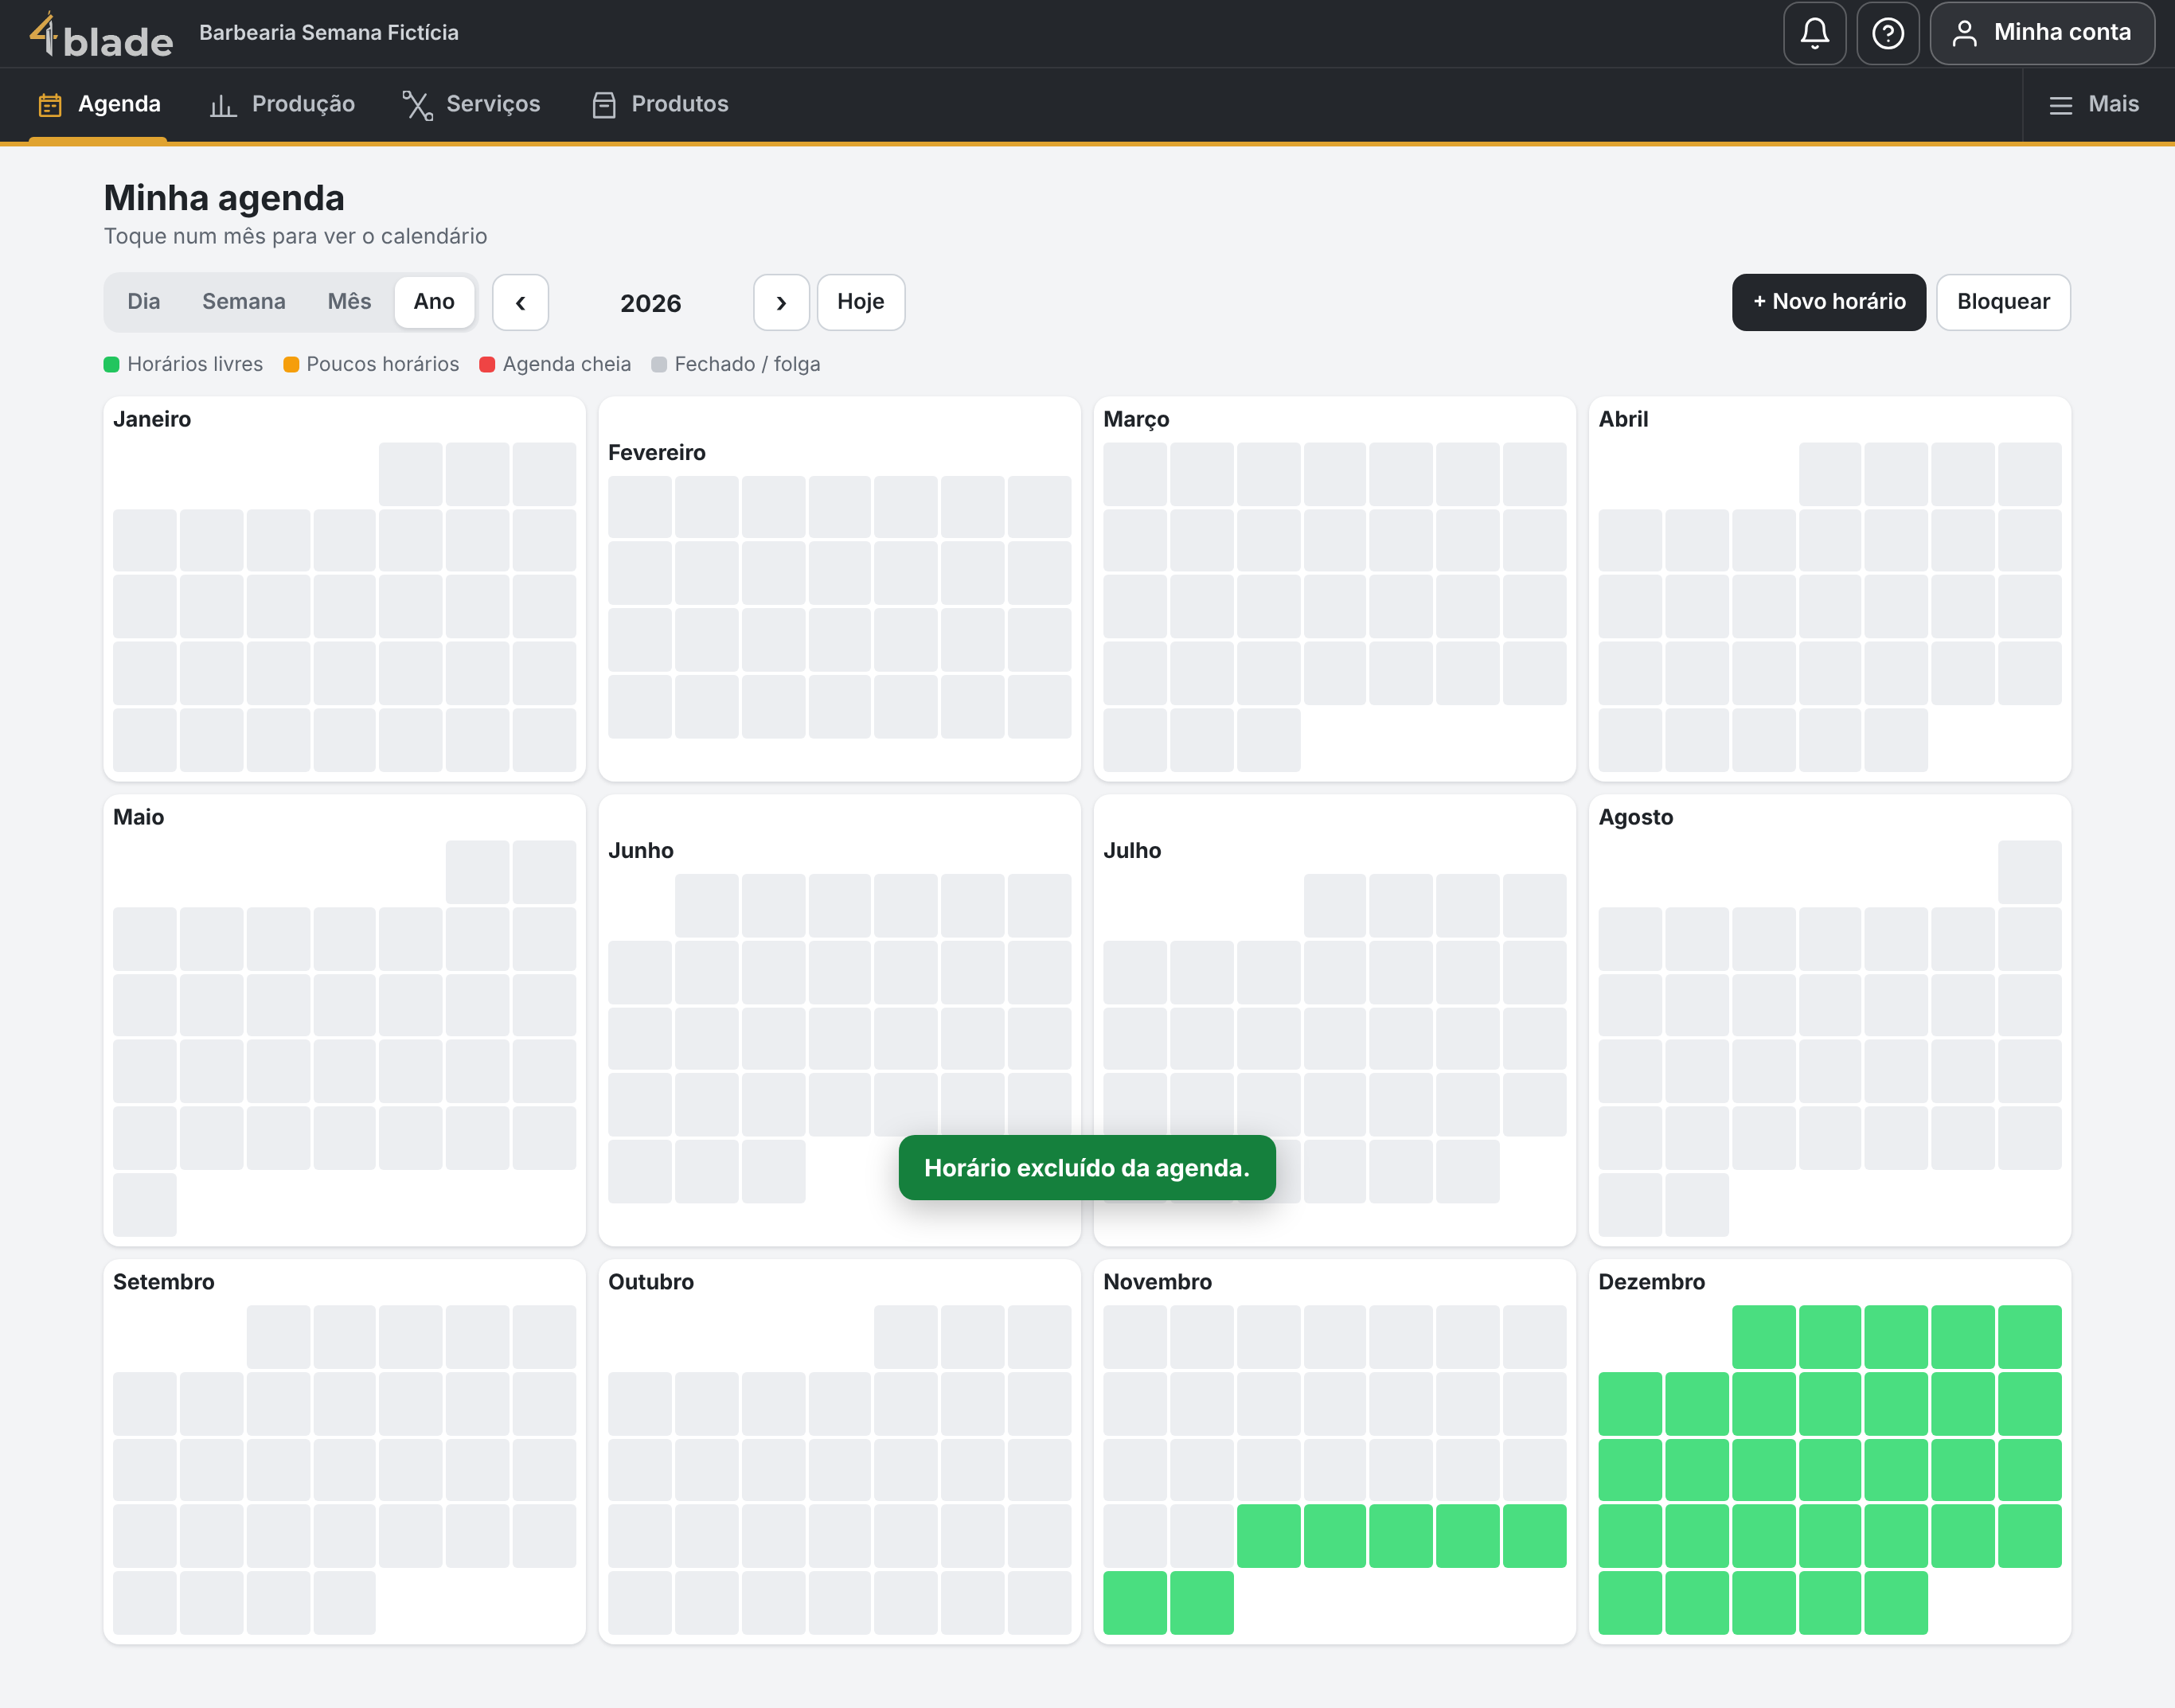 4blade
Barbearia Semana Fictícia
Minha conta
Agenda
Produção
Serviços
Produtos
Mais
Minha agenda
Toque num mês para ver o calendário
Dia
Semana
Mês
Ano
‹
2026
›
Hoje
+ Novo horário
Bloquear
Horários livres
Poucos horários
Agenda cheia
Fechado / folga
Janeiro
Fevereiro
Março
Abril
Maio
Junho
Julho
Agosto
Horário excluído da agenda.
Setembro
Outubro
Novembro
Dezembro